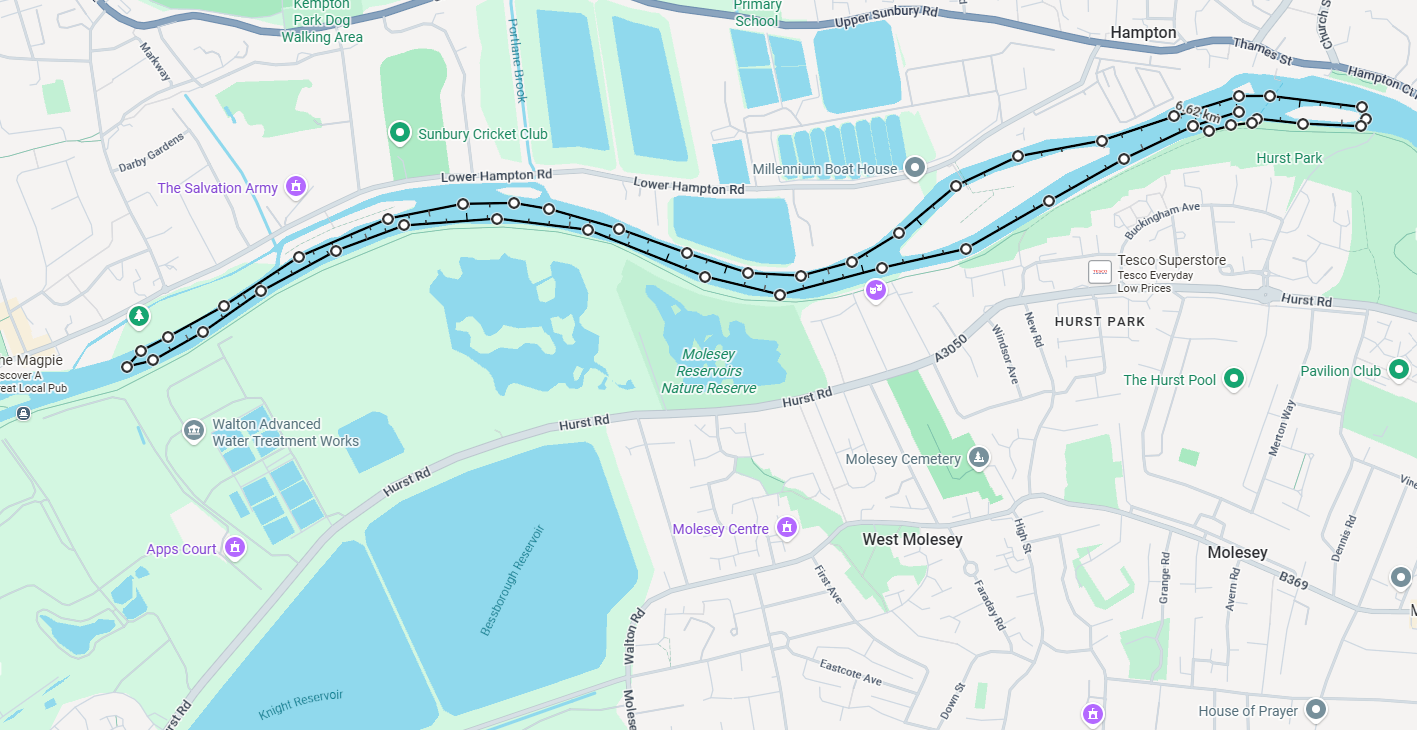 Kempton
Park Dog
Walking Area
Primary
School
Upper Sunbury Rd
Hampton
Church S
Thames St
Hampton Ct
Markway
Portlane Brook
Sunbury Cricket Club
Darby Gardens
6.62 km
The Salvation Army
Lower Hampton Rd
Lower Hampton Rd
Millennium Boat House
Hurst Park
Buckingham Ave
Tesco Superstore
Tesco Everyday
Low Prices
Hurst Rd
HURST PARK
New Rd
Windsor Ave
A3050
he Magpie
scover A
eat Local Pub
Molesey
Reservoirs
Nature Reserve
Hurst Rd
Hurst Rd
The Hurst Pool
Pavilion Club
Merton Way
Walton Advanced
Water Treatment Works
Hurst Rd
Molesey Cemetery
Vine
Apps Court
Bessborough Reservoir
Molesey Centre
West Molesey
High St
Dennis Rd
Molesey
B369
First Ave
Faraday Rd
Grange Rd
Avern Rd
M
Walton Rd
Eastcote Ave
Down St
Knight Reservoir
rst Rd
Molese
House of Prayer